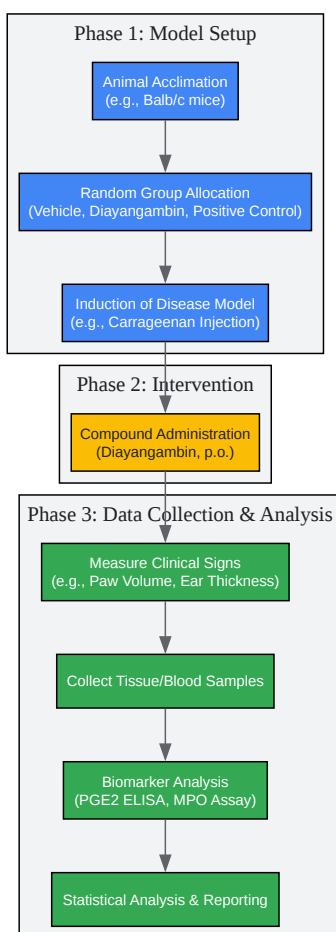 Phase 1: Model Setup
Animal Acclimation
(e.g., Balb/c mice)
Random Group Allocation
(Vehicle, Diayangambin, Positive Control)
Induction of Disease Model
(e.g., Carrageenan Injection)
Phase 2: Intervention
Compound Administration
(Diayangambin, p.o.)
Phase 3: Data Collection & Analysis
Measure Clinical Signs
(e.g., Paw Volume, Ear Thickness)
Collect Tissue/Blood Samples
Biomarker Analysis
(PGE2 ELISA, MPO Assay)
Statistical Analysis & Reporting